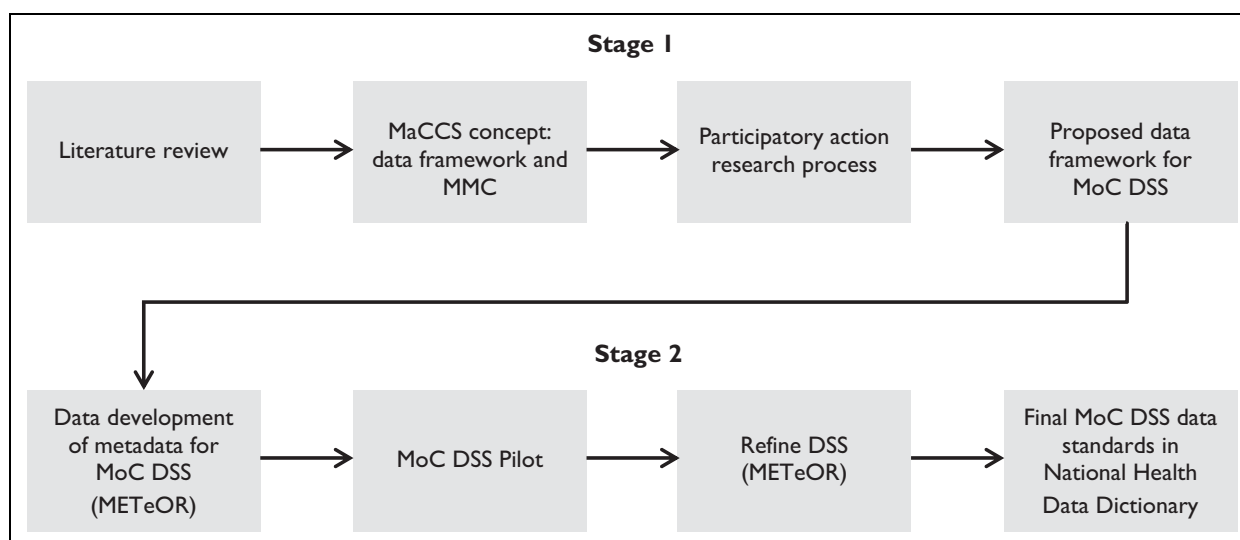 Stage 1
Literature review
MaCCS concept:
data framework and
MMC
Participatory action
research process
Proposed data
framework for
MoC DSS
Stage 2
Data development
of metadata for
MoC DSS
(METeOR)
MoC DSS Pilot
Refine DSS
(METeOR)
Final MoC DSS data
standards in
National Health
Data Dictionary